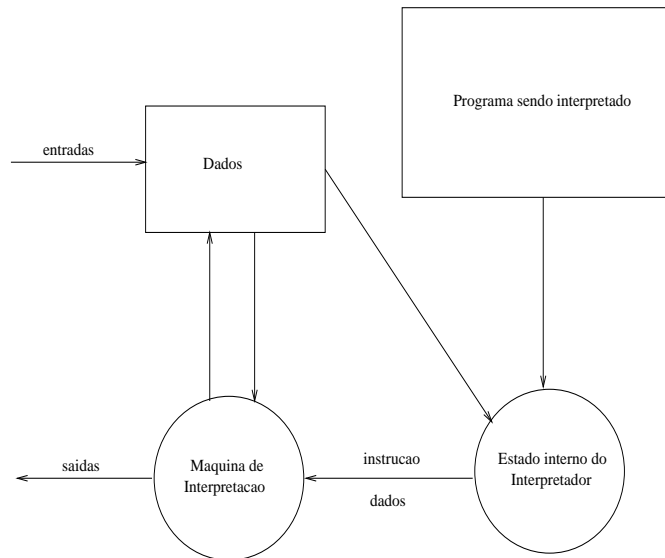 Programa sendo interpretado
entradas
Dados
saidas
Maquina de
Interpretacao
instrucao
dados
Estado interno do
Interpretador